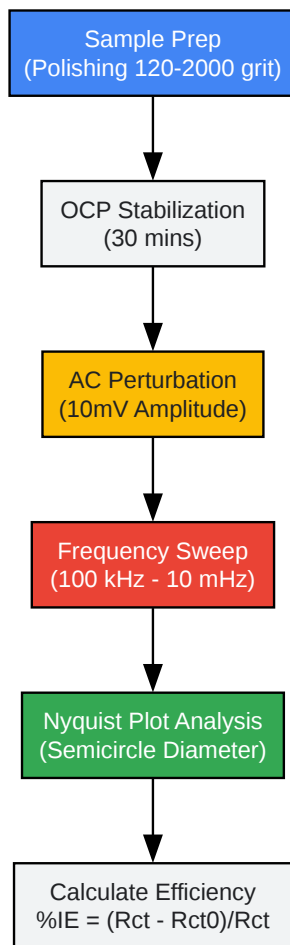 Sample Prep
(Polishing 120-2000 grit)
OCP Stabilization
(30 mins)
AC Perturbation
(10mV Amplitude)
Frequency Sweep
(100 kHz - 10 mHz)
Nyquist Plot Analysis
(Semicircle Diameter)
Calculate Efficiency
%IE = (Rct - Rct0)/Rct